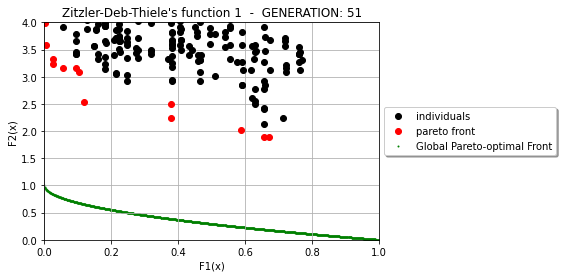 Zitzler-Deb-Thiele's function 1  -  GENERATION: 51
4.0
3.5
3.0
2.5
2.0
1.5
1.0
0.5
0.0
F2(x)
0.0 0.2 0.4 0.6 0.8 1.0
F1(x)
individuals
pareto front
Global Pareto-optimal Front